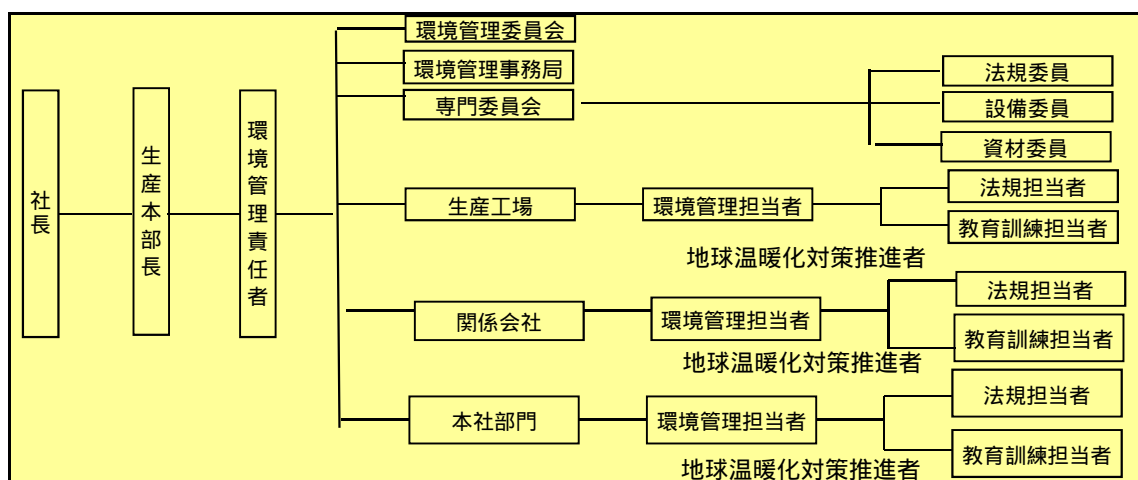 社長
生産本部長
環境管理責任者
環境管理委員会
環境管理事務局
専門委員会
法規委員
設備委員
資材委員
生産工場
環境管理担当者
法規担当者
教育訓練担当者
地球温暖化対策推進者
関係会社
環境管理担当者
法規担当者
教育訓練担当者
地球温暖化対策推進者
本社部門
環境管理担当者
法規担当者
教育訓練担当者
地球温暖化対策推進者